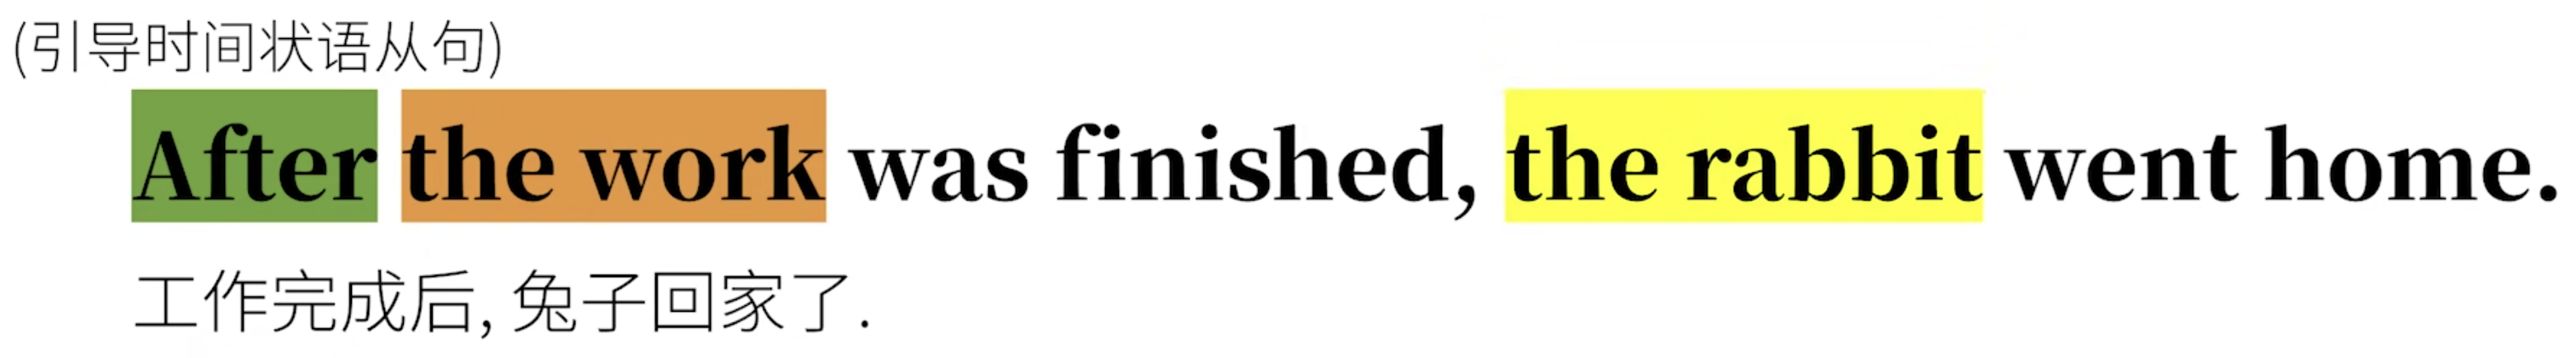 (引导时间状语从句)
After the work was finished, the rabbit went home.
工作完成后, 兔子回家了.